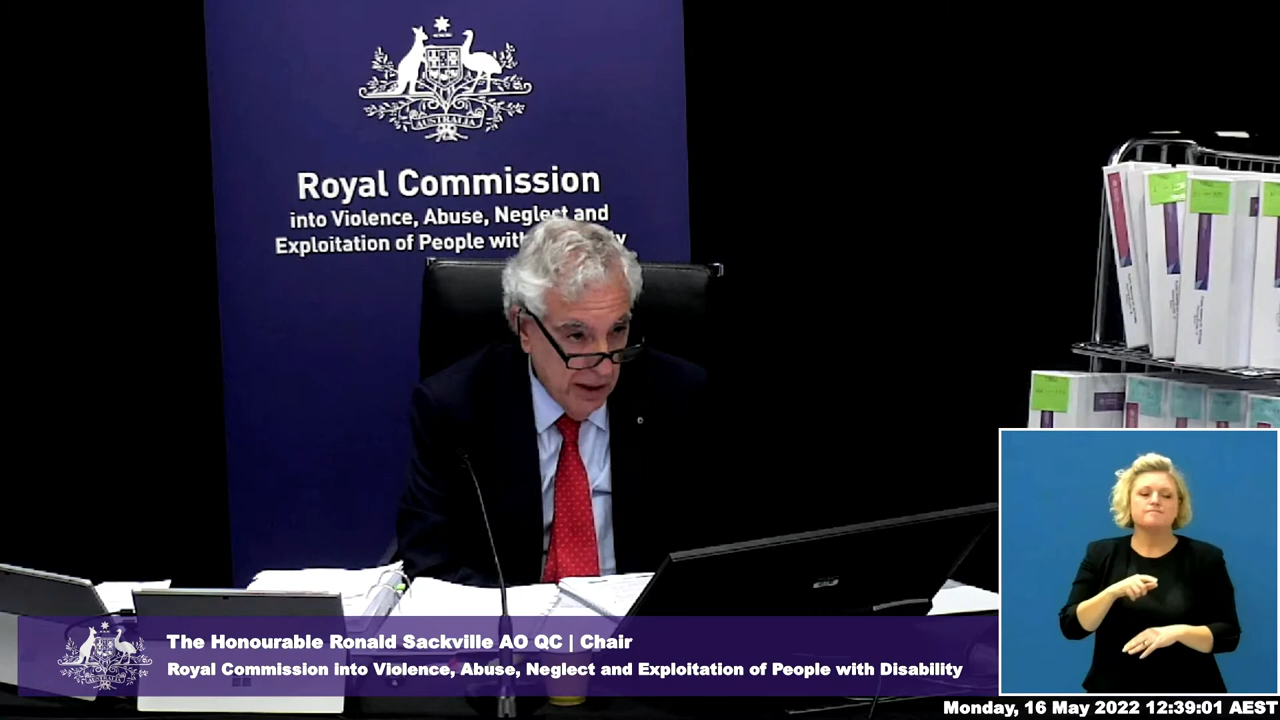 AUSTRALIA
Royal Commission
into Violence, Abuse, Neglect and
Exploitation of People with
The Honourable Ronald Sackville AO QC | Chair
Royal Commission into Violence, Abuse, Neglect and Exploitation of People with Disability
Monday, 16 May 2022 12:39:01 AEST